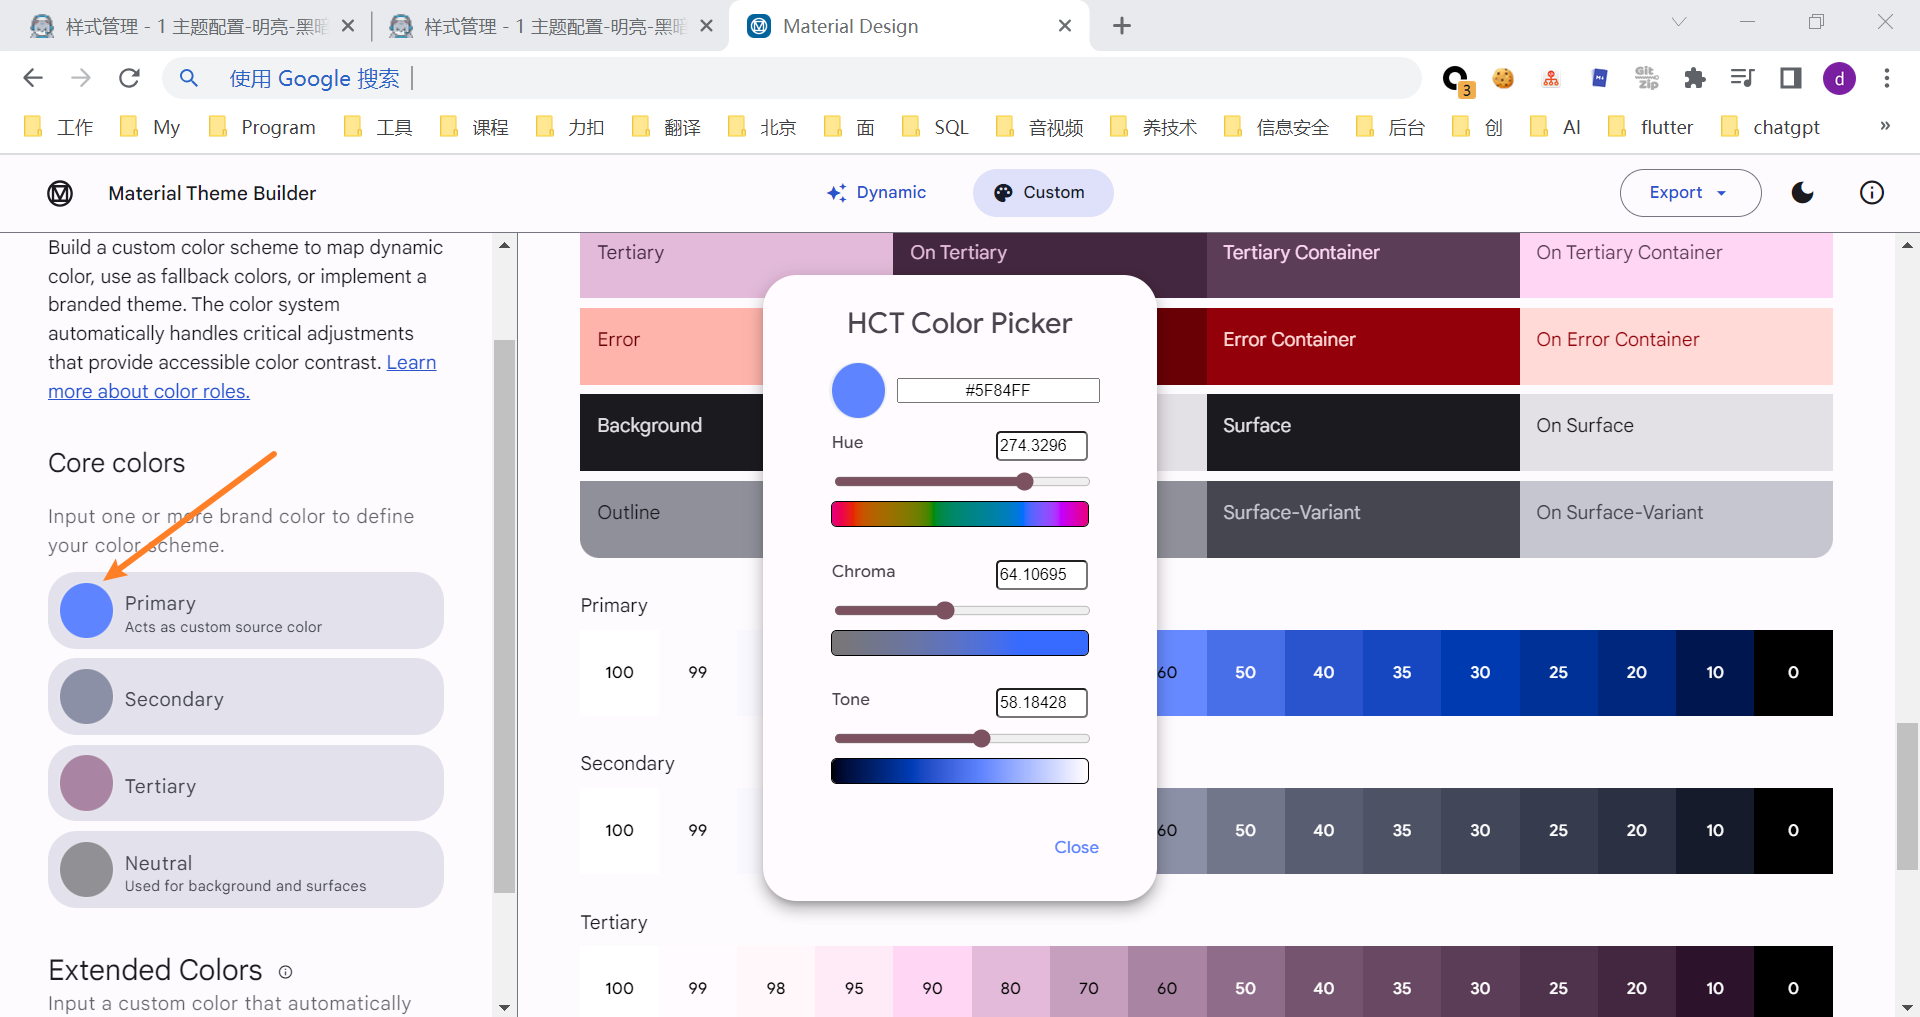 样式管理 - 1 主题配置-明亮-黑暗
样式管理 - 1 主题配置-明亮-黑暗
Material Design
使用 Google 搜索
3
Git Zip
d
工作 My Program 工具 课程 力扣 翻译 北京 面 SQL 音视频 养技术 信息安全 后台 创 AI flutter chatgpt »
Material Theme Builder
Dynamic
Custom
Export
Build a custom color scheme to map dynamic
color, use as fallback colors, or implement a
branded theme. The color system
automatically handles critical adjustments
that provide accessible color contrast. Learn
more about color roles.
Core colors
Input one or more brand color to define
your color scheme.
Primary
Acts as custom source color
Secondary
Tertiary
Neutral
Used for background and surfaces
Extended Colors
Input a custom color that automatically
Tertiary On Tertiary Tertiary Container On Tertiary Container
Error Error Container On Error Container
Background Surface On Surface
Outline Surface-Variant On Surface-Variant
HCT Color Picker
#5F84FF
Hue 274.3296
Chroma 64.10695
Tone 58.18428
Close
Primary
100 99 60 50 40 35 30 25 20 10 0
Secondary
100 99 60 50 40 35 30 25 20 10 0
Tertiary
100 99 98 95 90 80 70 60 50 40 35 30 25 20 10 0